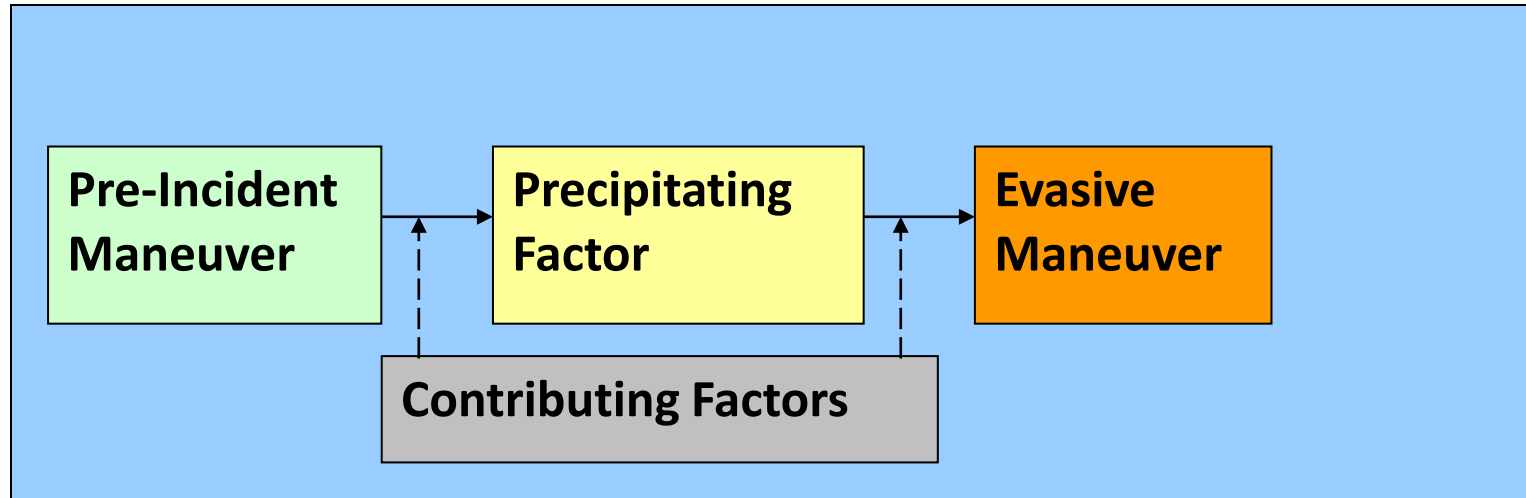 Pre-Incident
Maneuver
Precipitating
Factor
Evasive
Maneuver
Contributing Factors